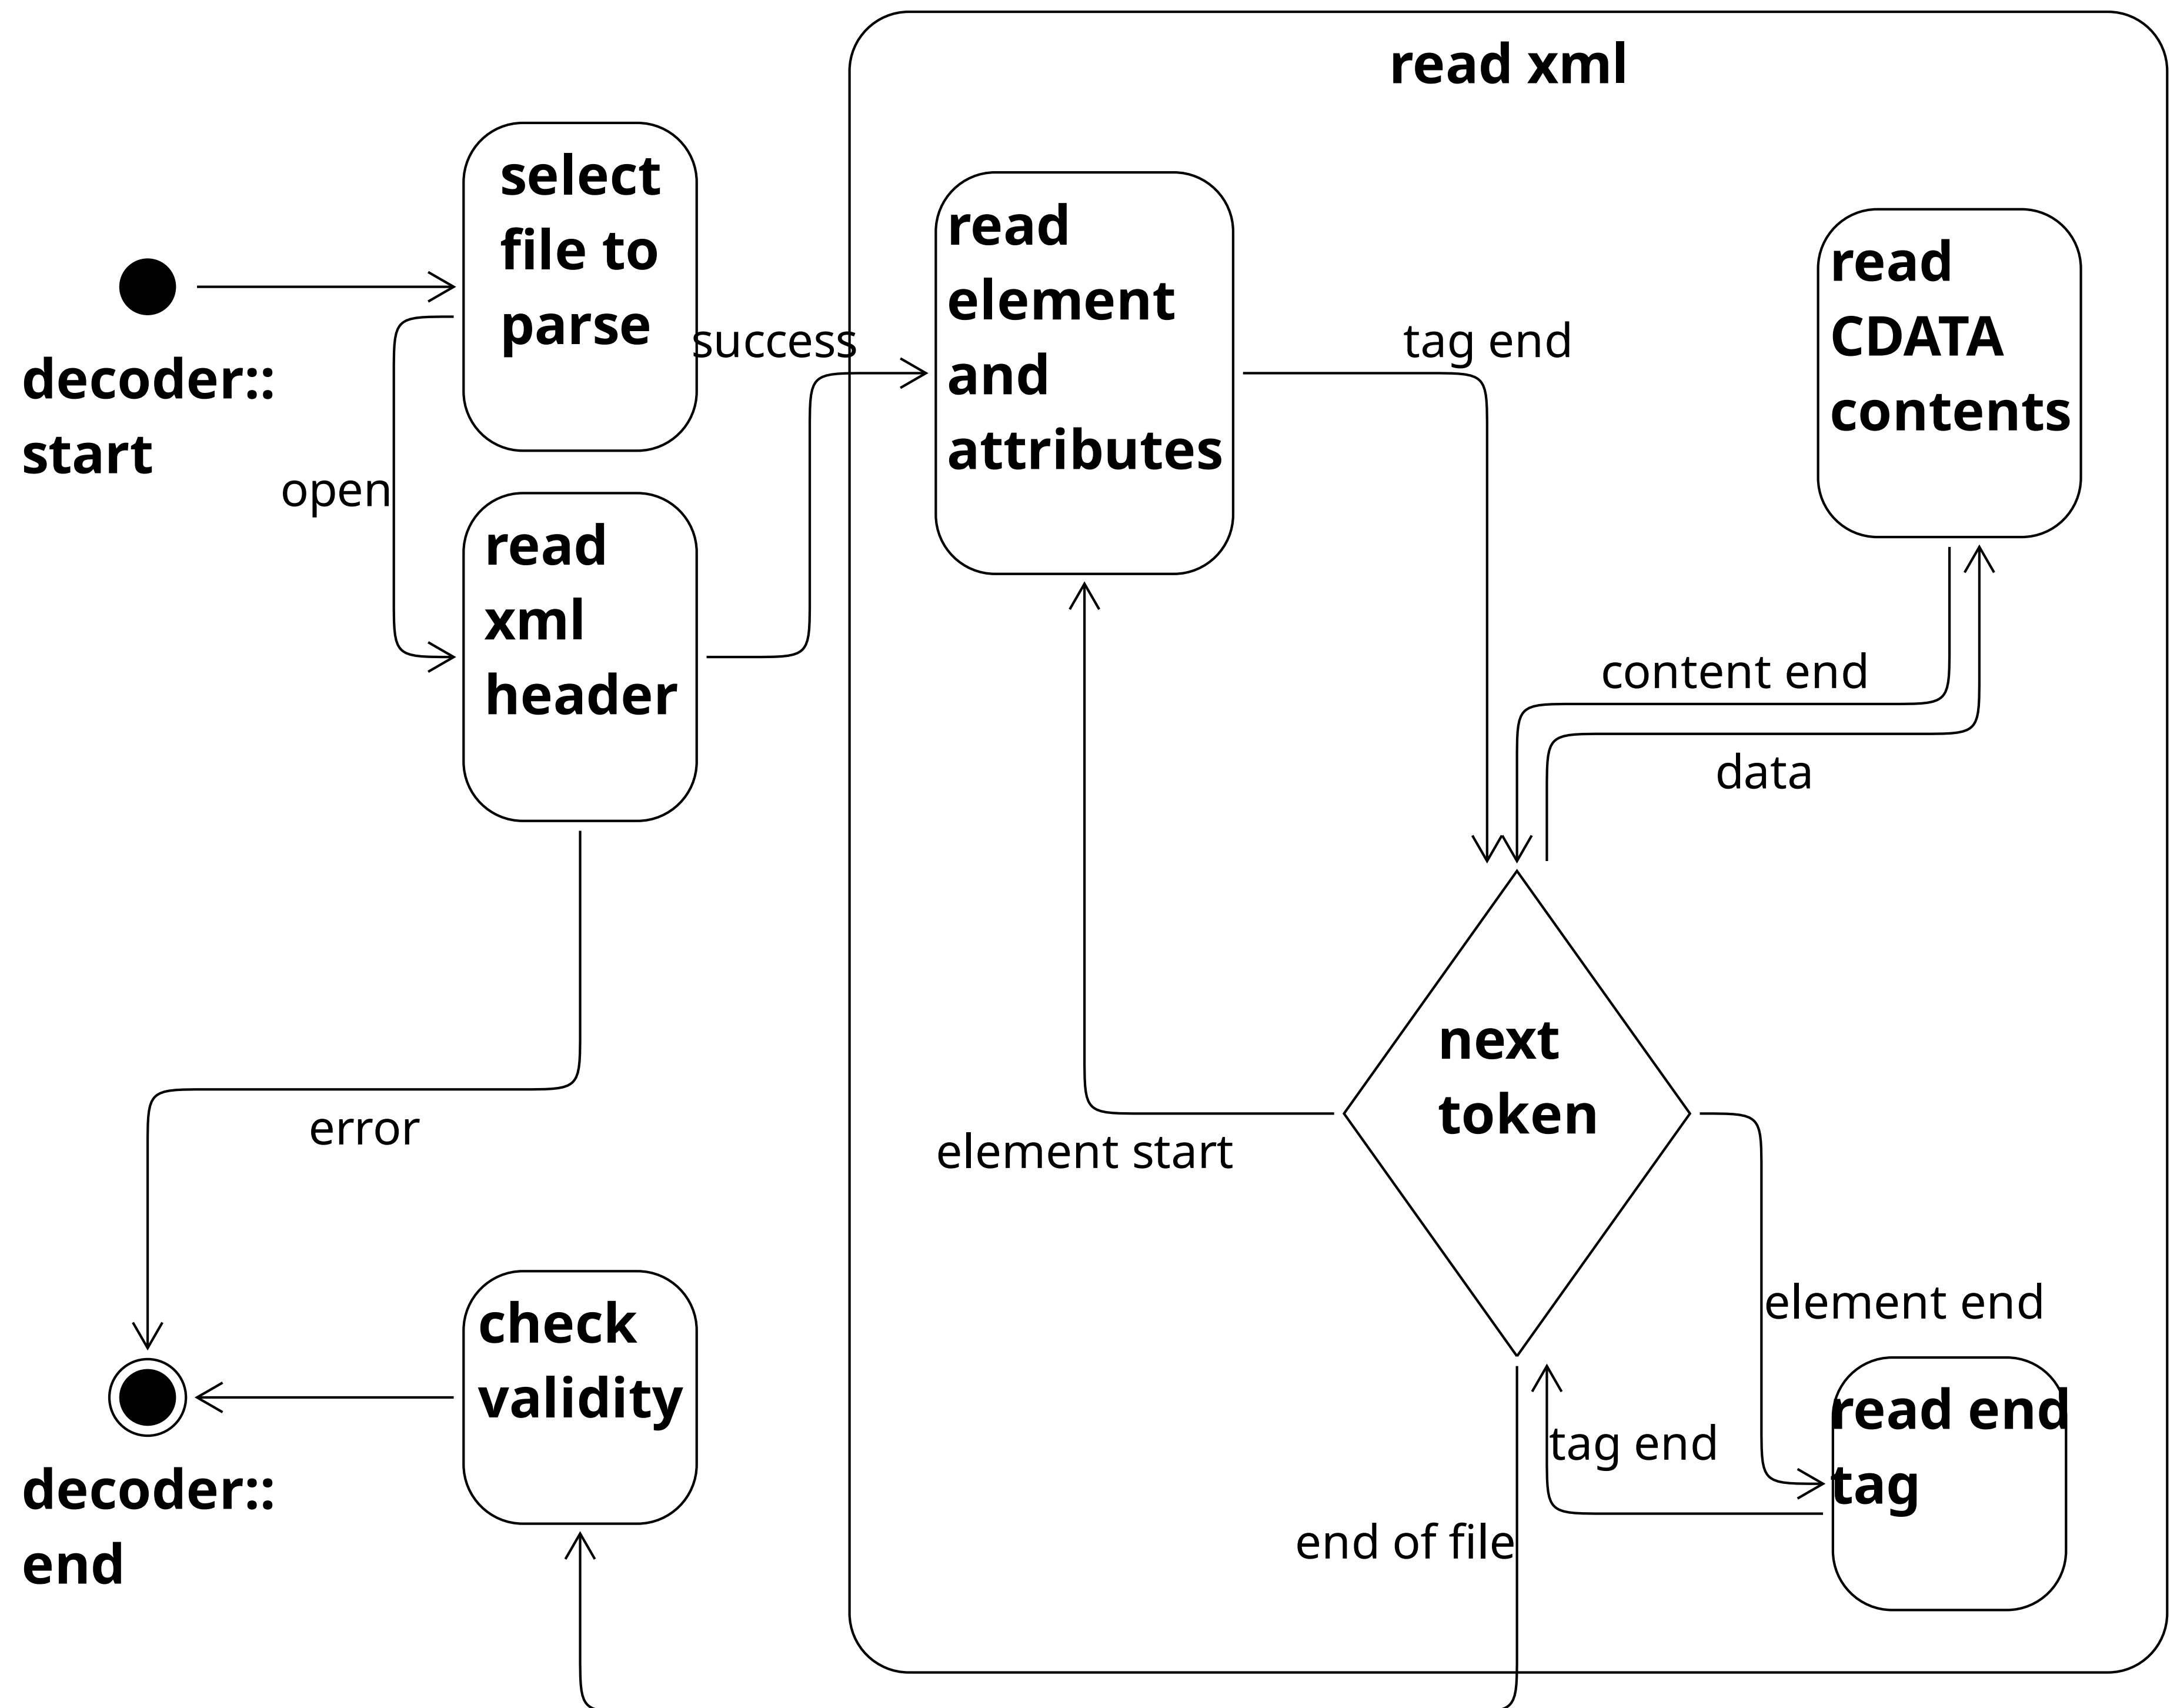 read xml
select
file to
parse
read
element
and
attributes
read
CDATA
contents
success
tag end
decoder::
start
open
read
xml
header
content end
data
next
token
error
element start
element end
check
validity
read end
tag
tag end
end of file
decoder::
end